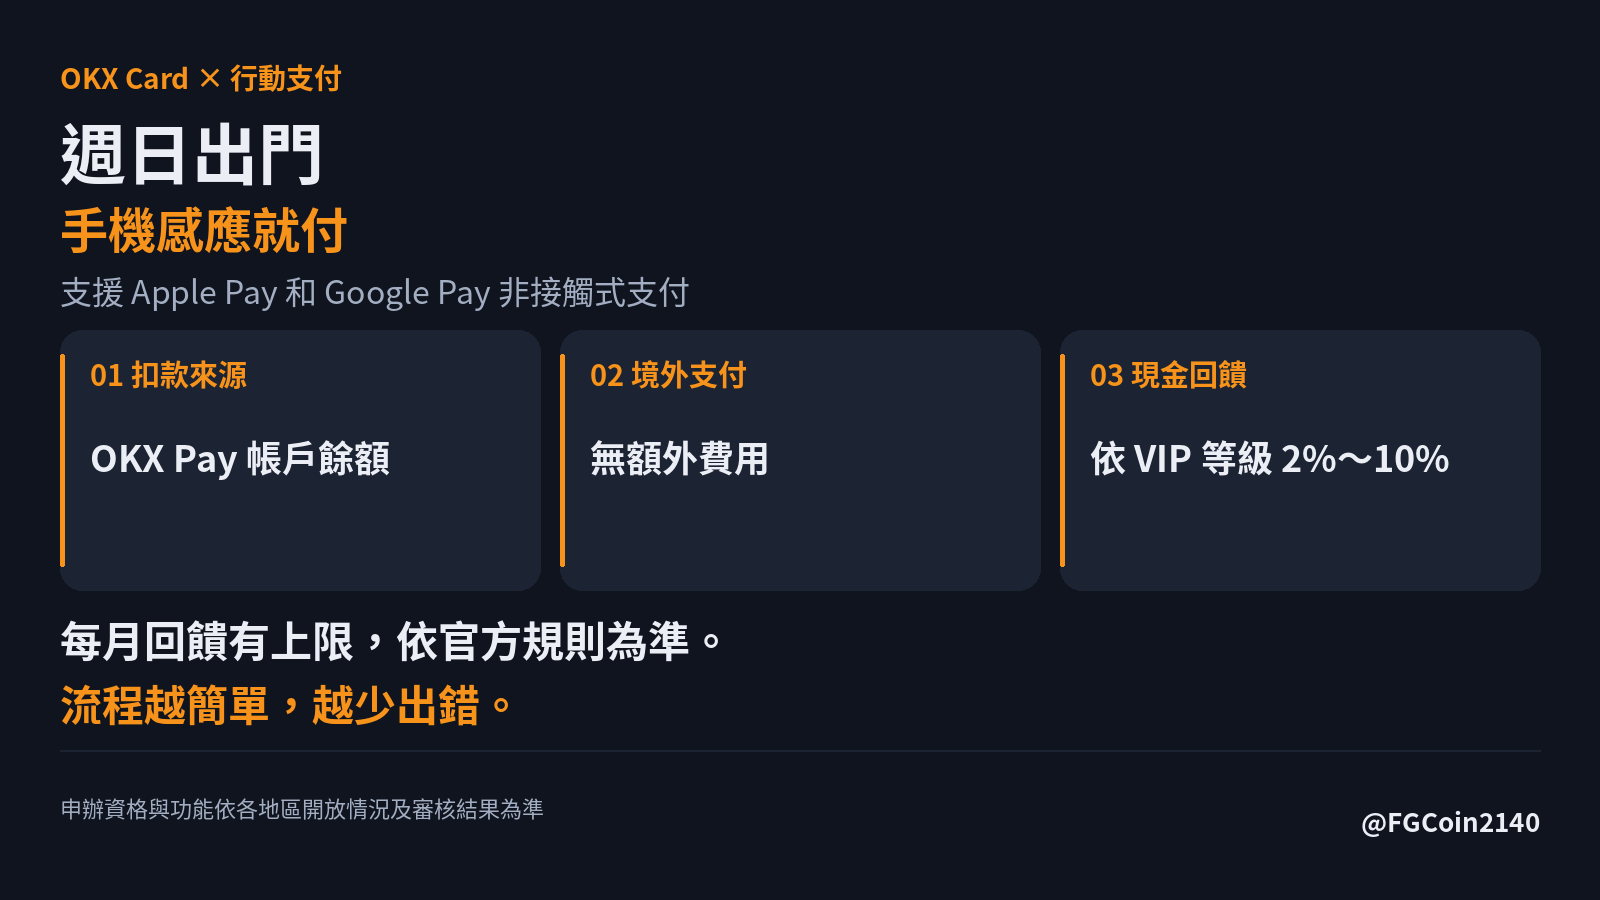 OKX Card × 行動支付
週日出門
手機感應就付
支援 Apple Pay 和 Google Pay 非接觸式支付
01 扣款來源
OKX Pay 帳戶餘額
02 境外支付
無額外費用
03 現金回饋
依 VIP 等級 2%～10%
每月回饋有上限，依官方規則為準。
流程越簡單，越少出錯。
申辦資格與功能依各地區開放情況及審核結果為準
@FGCoin2140